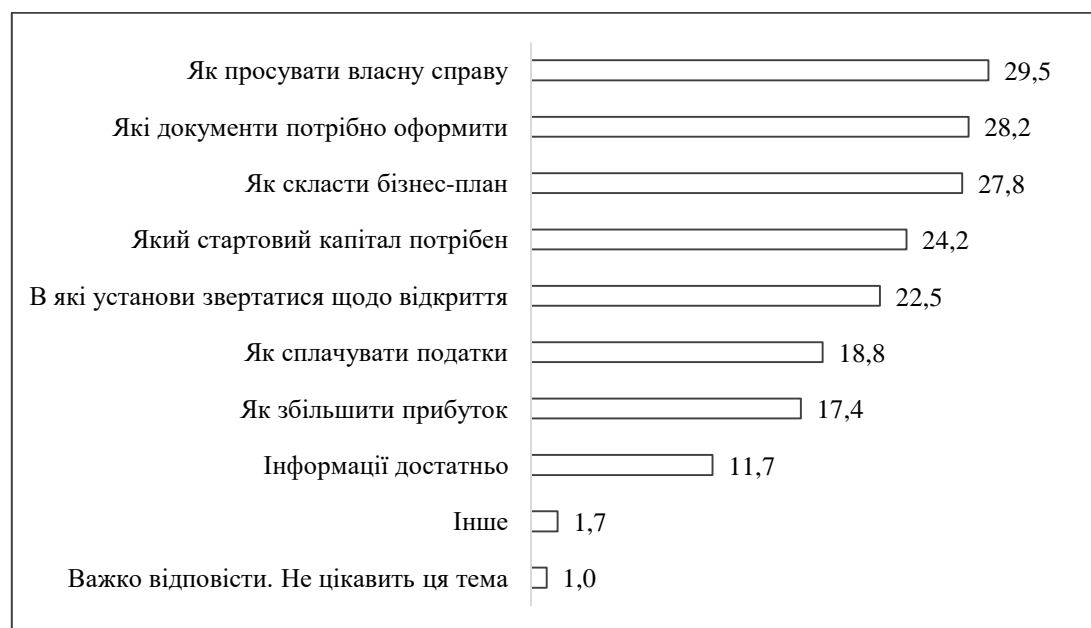 Як просувати власну справу 29,5
Які документи потрібно оформити 28,2
Як скласти бізнес-план 27,8
Який стартовий капітал потрібен 24,2
В які установи звертатися щодо відкриття 22,5
Як сплачувати податки 18,8
Як збільшити прибуток 17,4
Інформації достатньо 11,7
Інше 1,7
Важко відповісти. Не цікавить ця тема 1,0